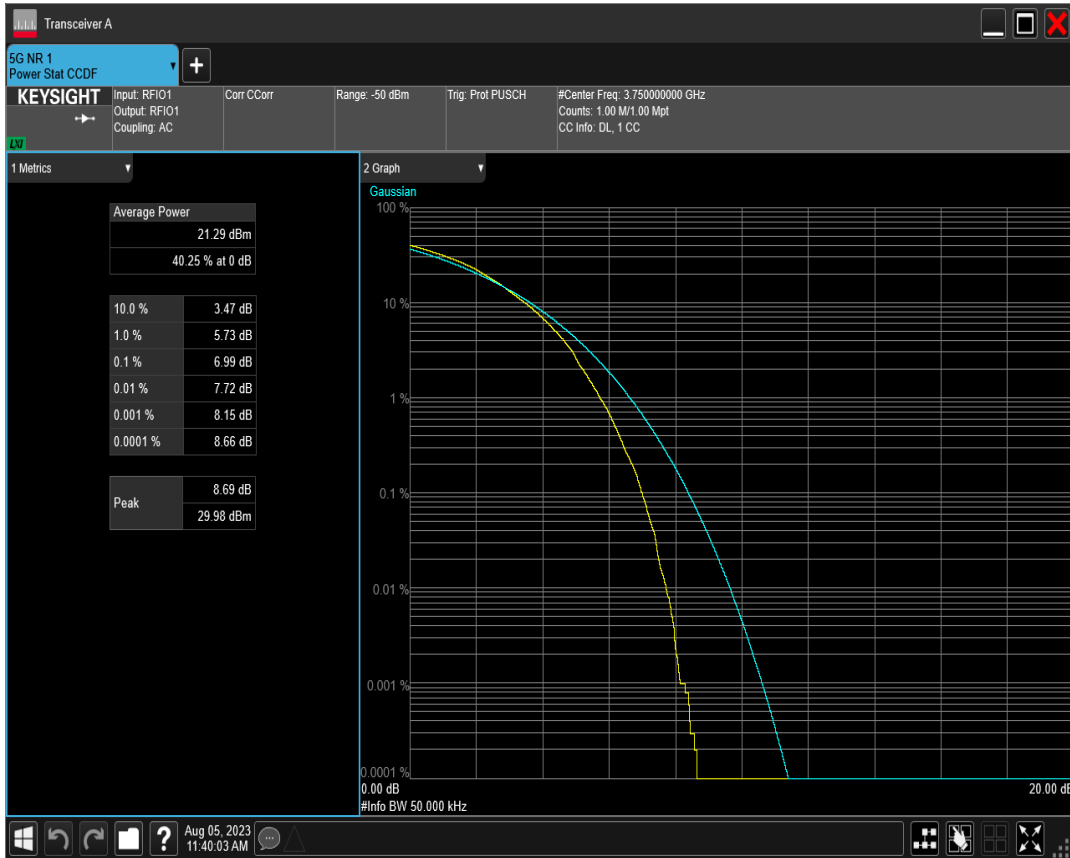 Transceiver A
5G NR 1
Power Stat CCDF
+
KEYSIGHT
LXI
Input: RFIO1
Output: RFIO1
Coupling: AC
Corr CCorr
Range: -50 dBm
Trig: Prot PUSCH
#Center Freq: 3.750000000 GHz
Counts: 1.00 M/1.00 Mpt
CC Info: DL, 1 CC
1 Metrics
Average Power
21.29 dBm
40.25 % at 0 dB
10.0 % 3.47 dB
1.0 % 5.73 dB
0.1 % 6.99 dB
0.01 % 7.72 dB
0.001 % 8.15 dB
0.0001 % 8.66 dB
Peak
8.69 dB
29.98 dBm
2 Graph
Gaussian
100 %
10 %
1 %
0.1 %
0.01 %
0.001 %
0.0001 %
0.00 dB 20.00 dB
#Info BW 50.000 kHz
?
Aug 05, 2023
11:40:03 AM